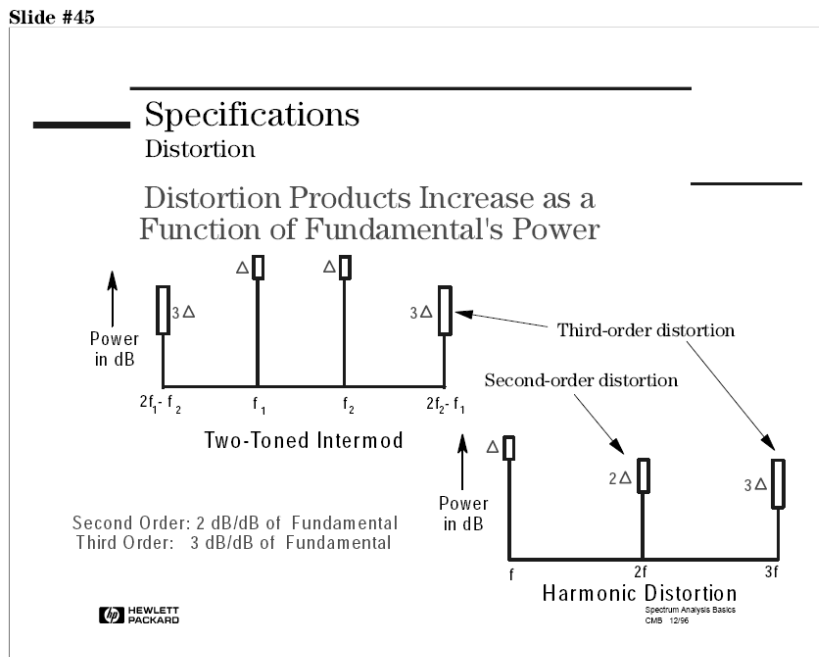 Slide #45
Specifications
Distortion
Distortion Products Increase as a
Function of Fundamental's Power
Δ
Δ
3Δ
3Δ
Power
in dB
2f₁- f₂
f₁
f₂
2f₂- f₁
Two-Toned Intermod
Third-order distortion
Second-order distortion
Δ
2Δ
3Δ
Power
in dB
f
2f
3f
Harmonic Distortion
Second Order: 2 dB/dB of Fundamental
Third Order: 3 dB/dB of Fundamental
hp HEWLETT
PACKARD
Spectrum Analysis Basics
CMB 12/96